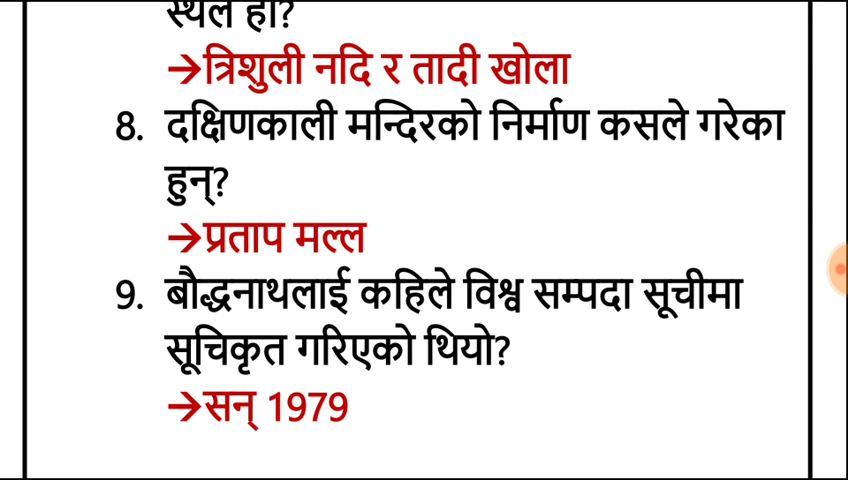 स्थल हो?
→त्रिशुली नदि र तादी खोला
8. दक्षिणकाली मन्दिरको निर्माण कसले गरेका
हुन्?
→प्रताप मल्ल
9. बौद्धनाथलाई कहिले विश्व सम्पदा सूचीमा
सूचिकृत गरिएको थियो?
→सन् 1979